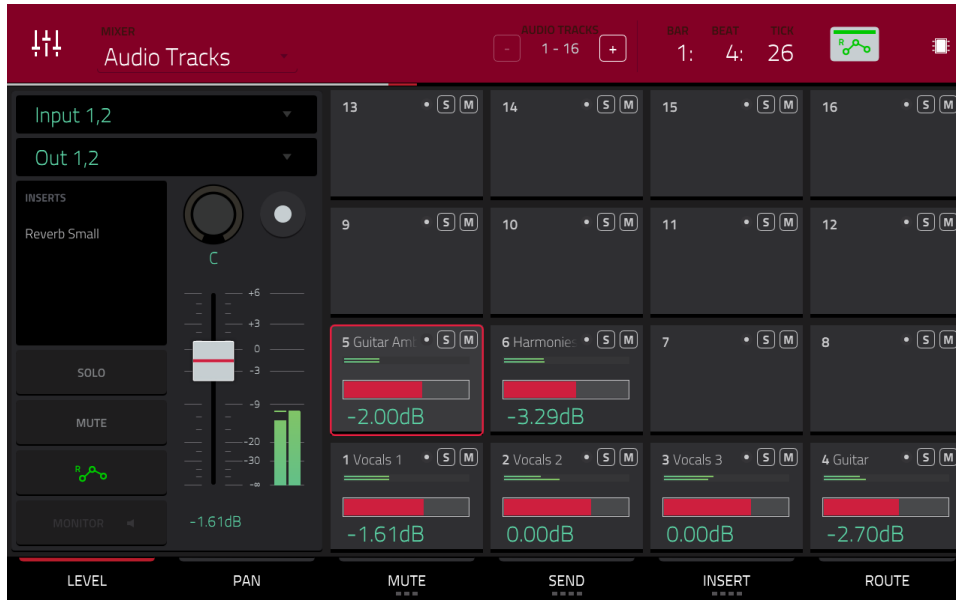 MIXER
Audio Tracks
AUDIO TRACKS
- 1 - 16 +
BAR BEAT TICK
1: 4: 26
R
Input 1,2
Out 1,2
INSERTS
Reverb Small
C
+6
+3
0
-3
-9
-20
-30
-∞
-1.61dB
SOLO
MUTE
R
MONITOR
13 S M
14 S M
15 S M
16 S M
9 S M
10 S M
11 S M
12 S M
5 Guitar Am S M
-2.00dB
6 Harmonies S M
-3.29dB
7 S M
8 S M
1 Vocals 1 S M
-1.61dB
2 Vocals 2 S M
0.00dB
3 Vocals 3 S M
0.00dB
4 Guitar S M
-2.70dB
LEVEL
PAN
MUTE
SEND
INSERT
ROUTE